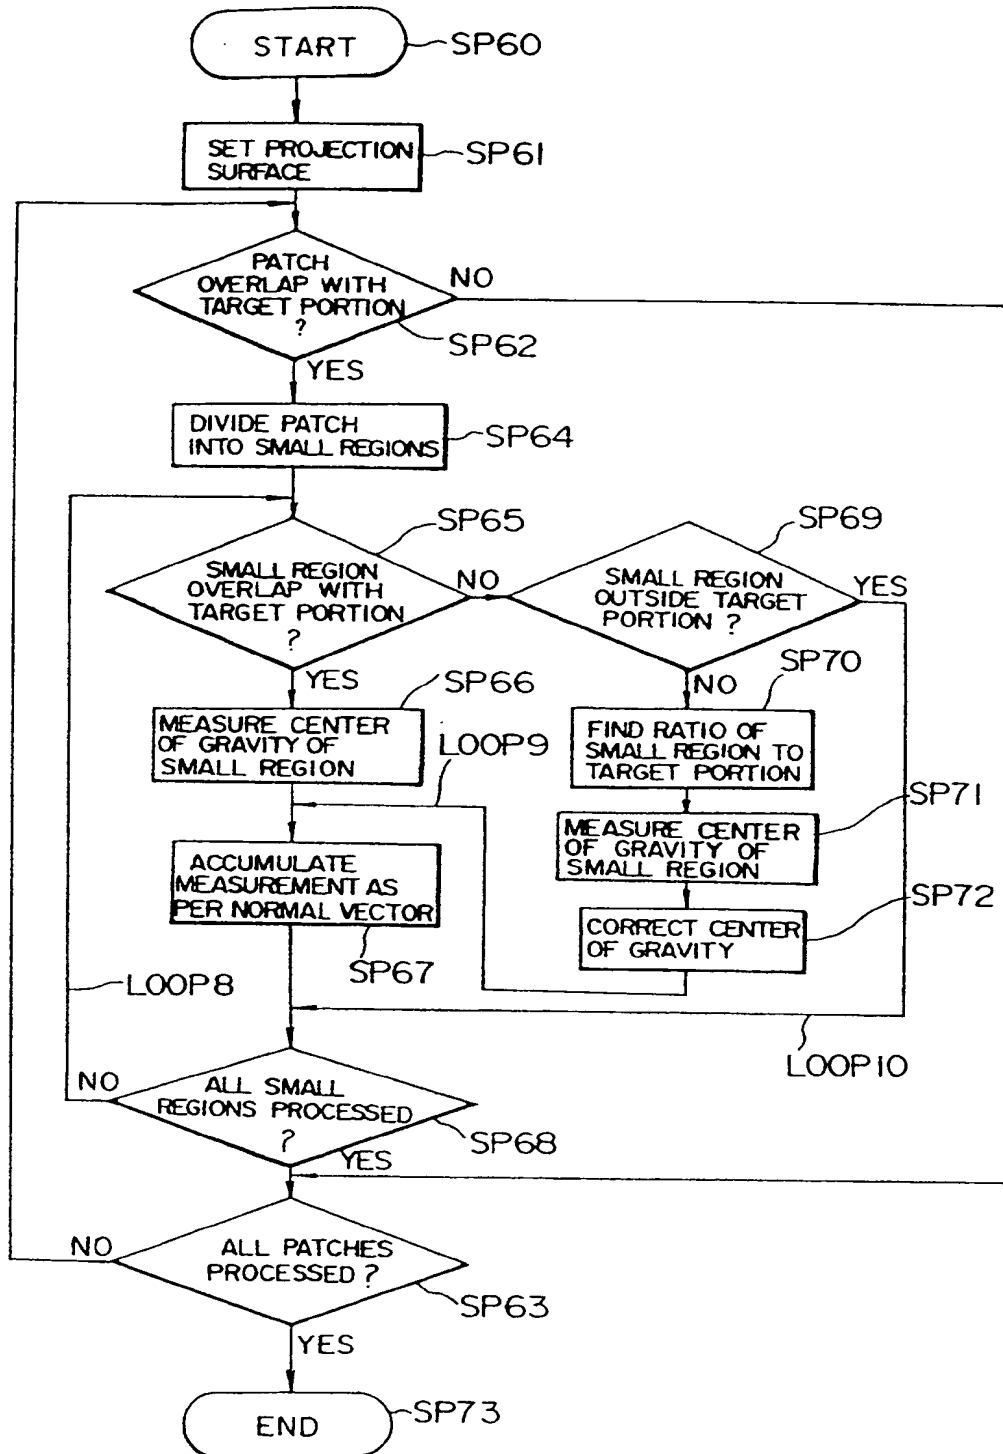 START
SP60
SET PROJECTION
SURFACE
SP61
PATCH
OVERLAP WITH
TARGET PORTION
?
NO
SP62
YES
DIVIDE PATCH
INTO SMALL REGIONS
SP64
SP65
SMALL REGION
OVERLAP WITH
TARGET PORTION
?
NO
SP69
SMALL REGION
OUTSIDE TARGET
PORTION ?
YES
YES
SP66
MEASURE CENTER
OF GRAVITY OF
SMALL REGION
LOOP9
NO
SP70
FIND RATIO OF
SMALL REGION TO
TARGET PORTION
SP71
MEASURE CENTER
OF GRAVITY OF
SMALL REGION
ACCUMULATE
MEASUREMENT AS
PER NORMAL VECTOR
SP67
SP72
CORRECT CENTER
OF GRAVITY
LOOP8
LOOP10
NO
ALL SMALL
REGIONS PROCESSED
?
SP68
YES
NO
ALL PATCHES
PROCESSED ?
SP63
YES
END
SP73